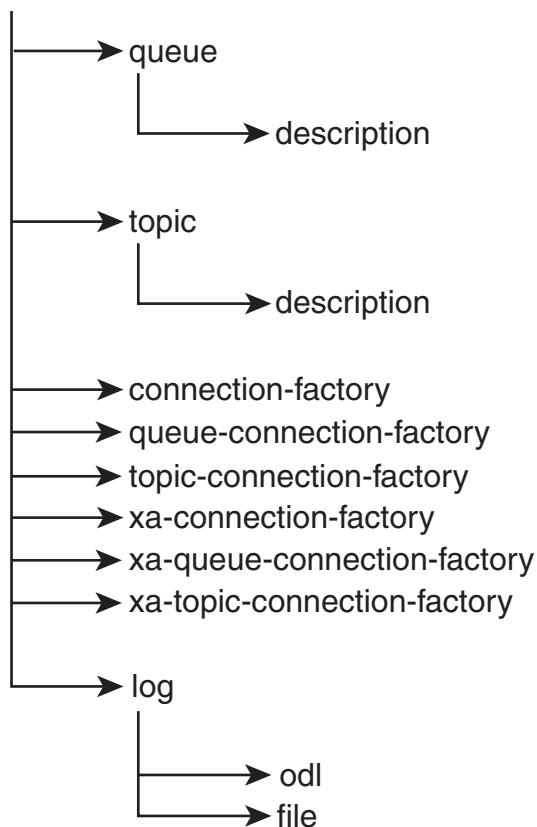 queue
description
topic
description
connection-factory
queue-connection-factory
topic-connection-factory
xa-connection-factory
xa-queue-connection-factory
xa-topic-connection-factory
log
odl
file